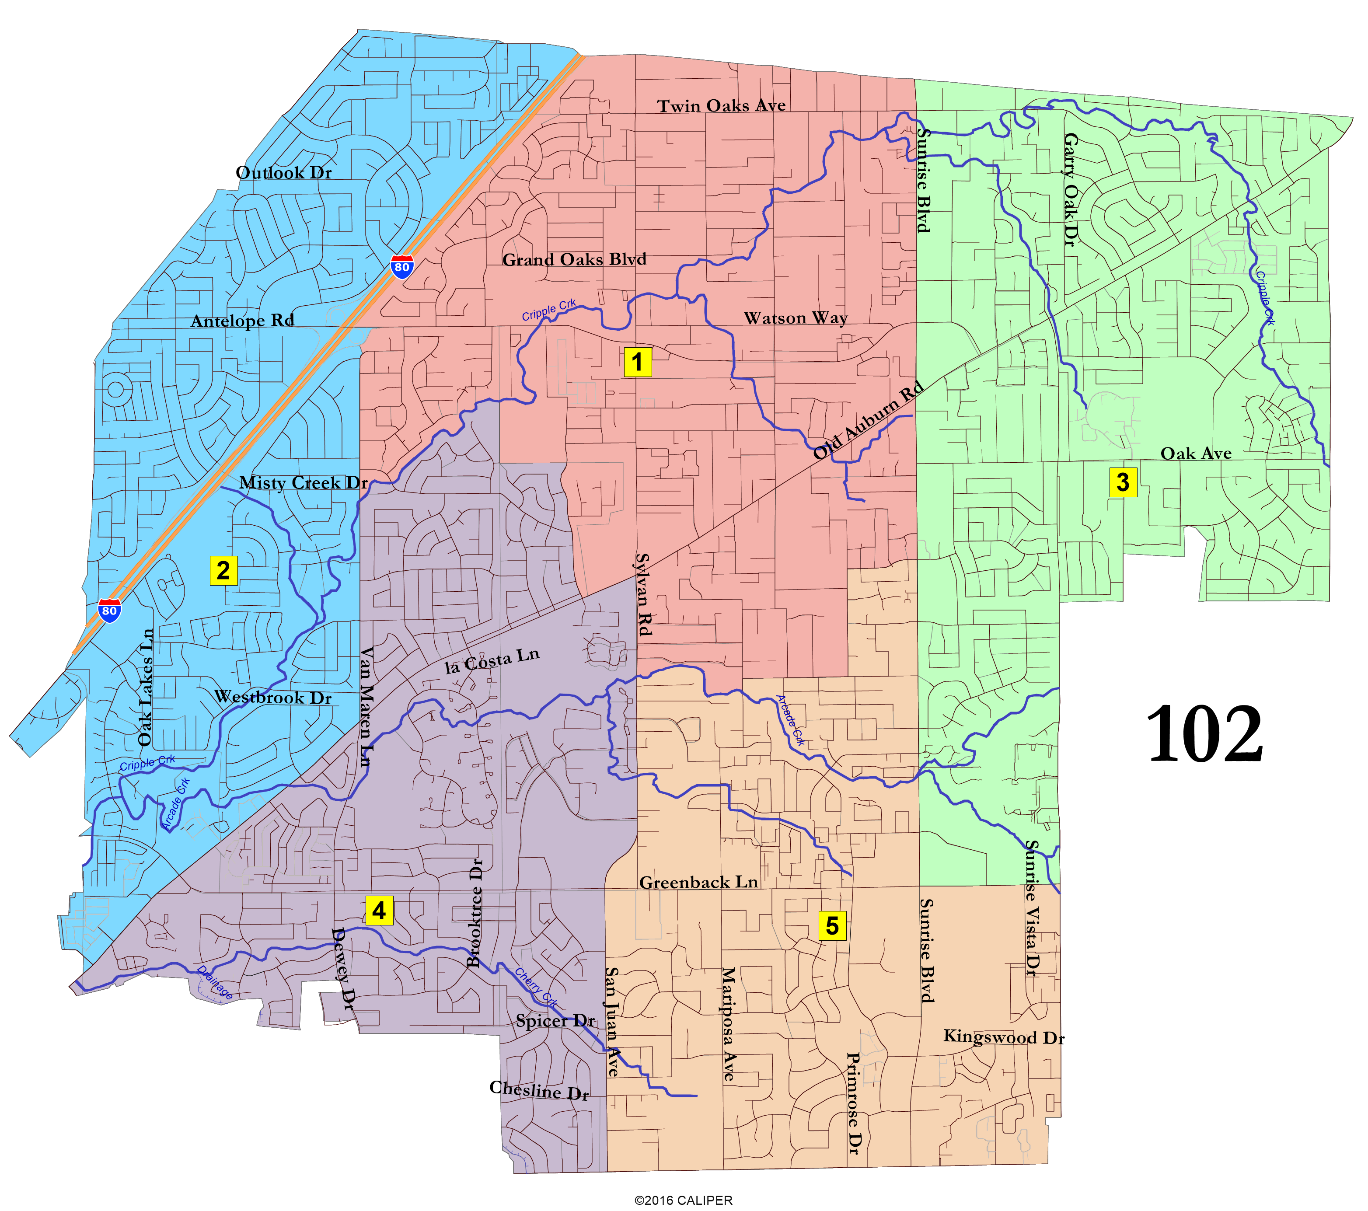 Twin Oaks Ave
Sunrise Blvd
Garry Oak Dr
Outlook Dr
80
Grand Oaks Blvd
Cripple Crk
Cripple Crk
Antelope Rd
Watson Way
1
Old Auburn Rd
Oak Ave
Misty Creek Dr
3
2
80
Sylvan Rd
Oak Lakes Ln
Van Maren Ln
la Costa Ln
Westbrook Dr
Arcade Crk
102
Cripple Crk
Arcade Crk
Greenback Ln
Sunrise Vista Dr
4
Brooktree Dr
5
Sunrise Blvd
Dewey Dr
Drainage
Cherry Crk
San Juan Ave
Mariposa Ave
Spicer Dr
Kingswood Dr
Primrose Dr
Chesline Dr
©2016 CALIPER